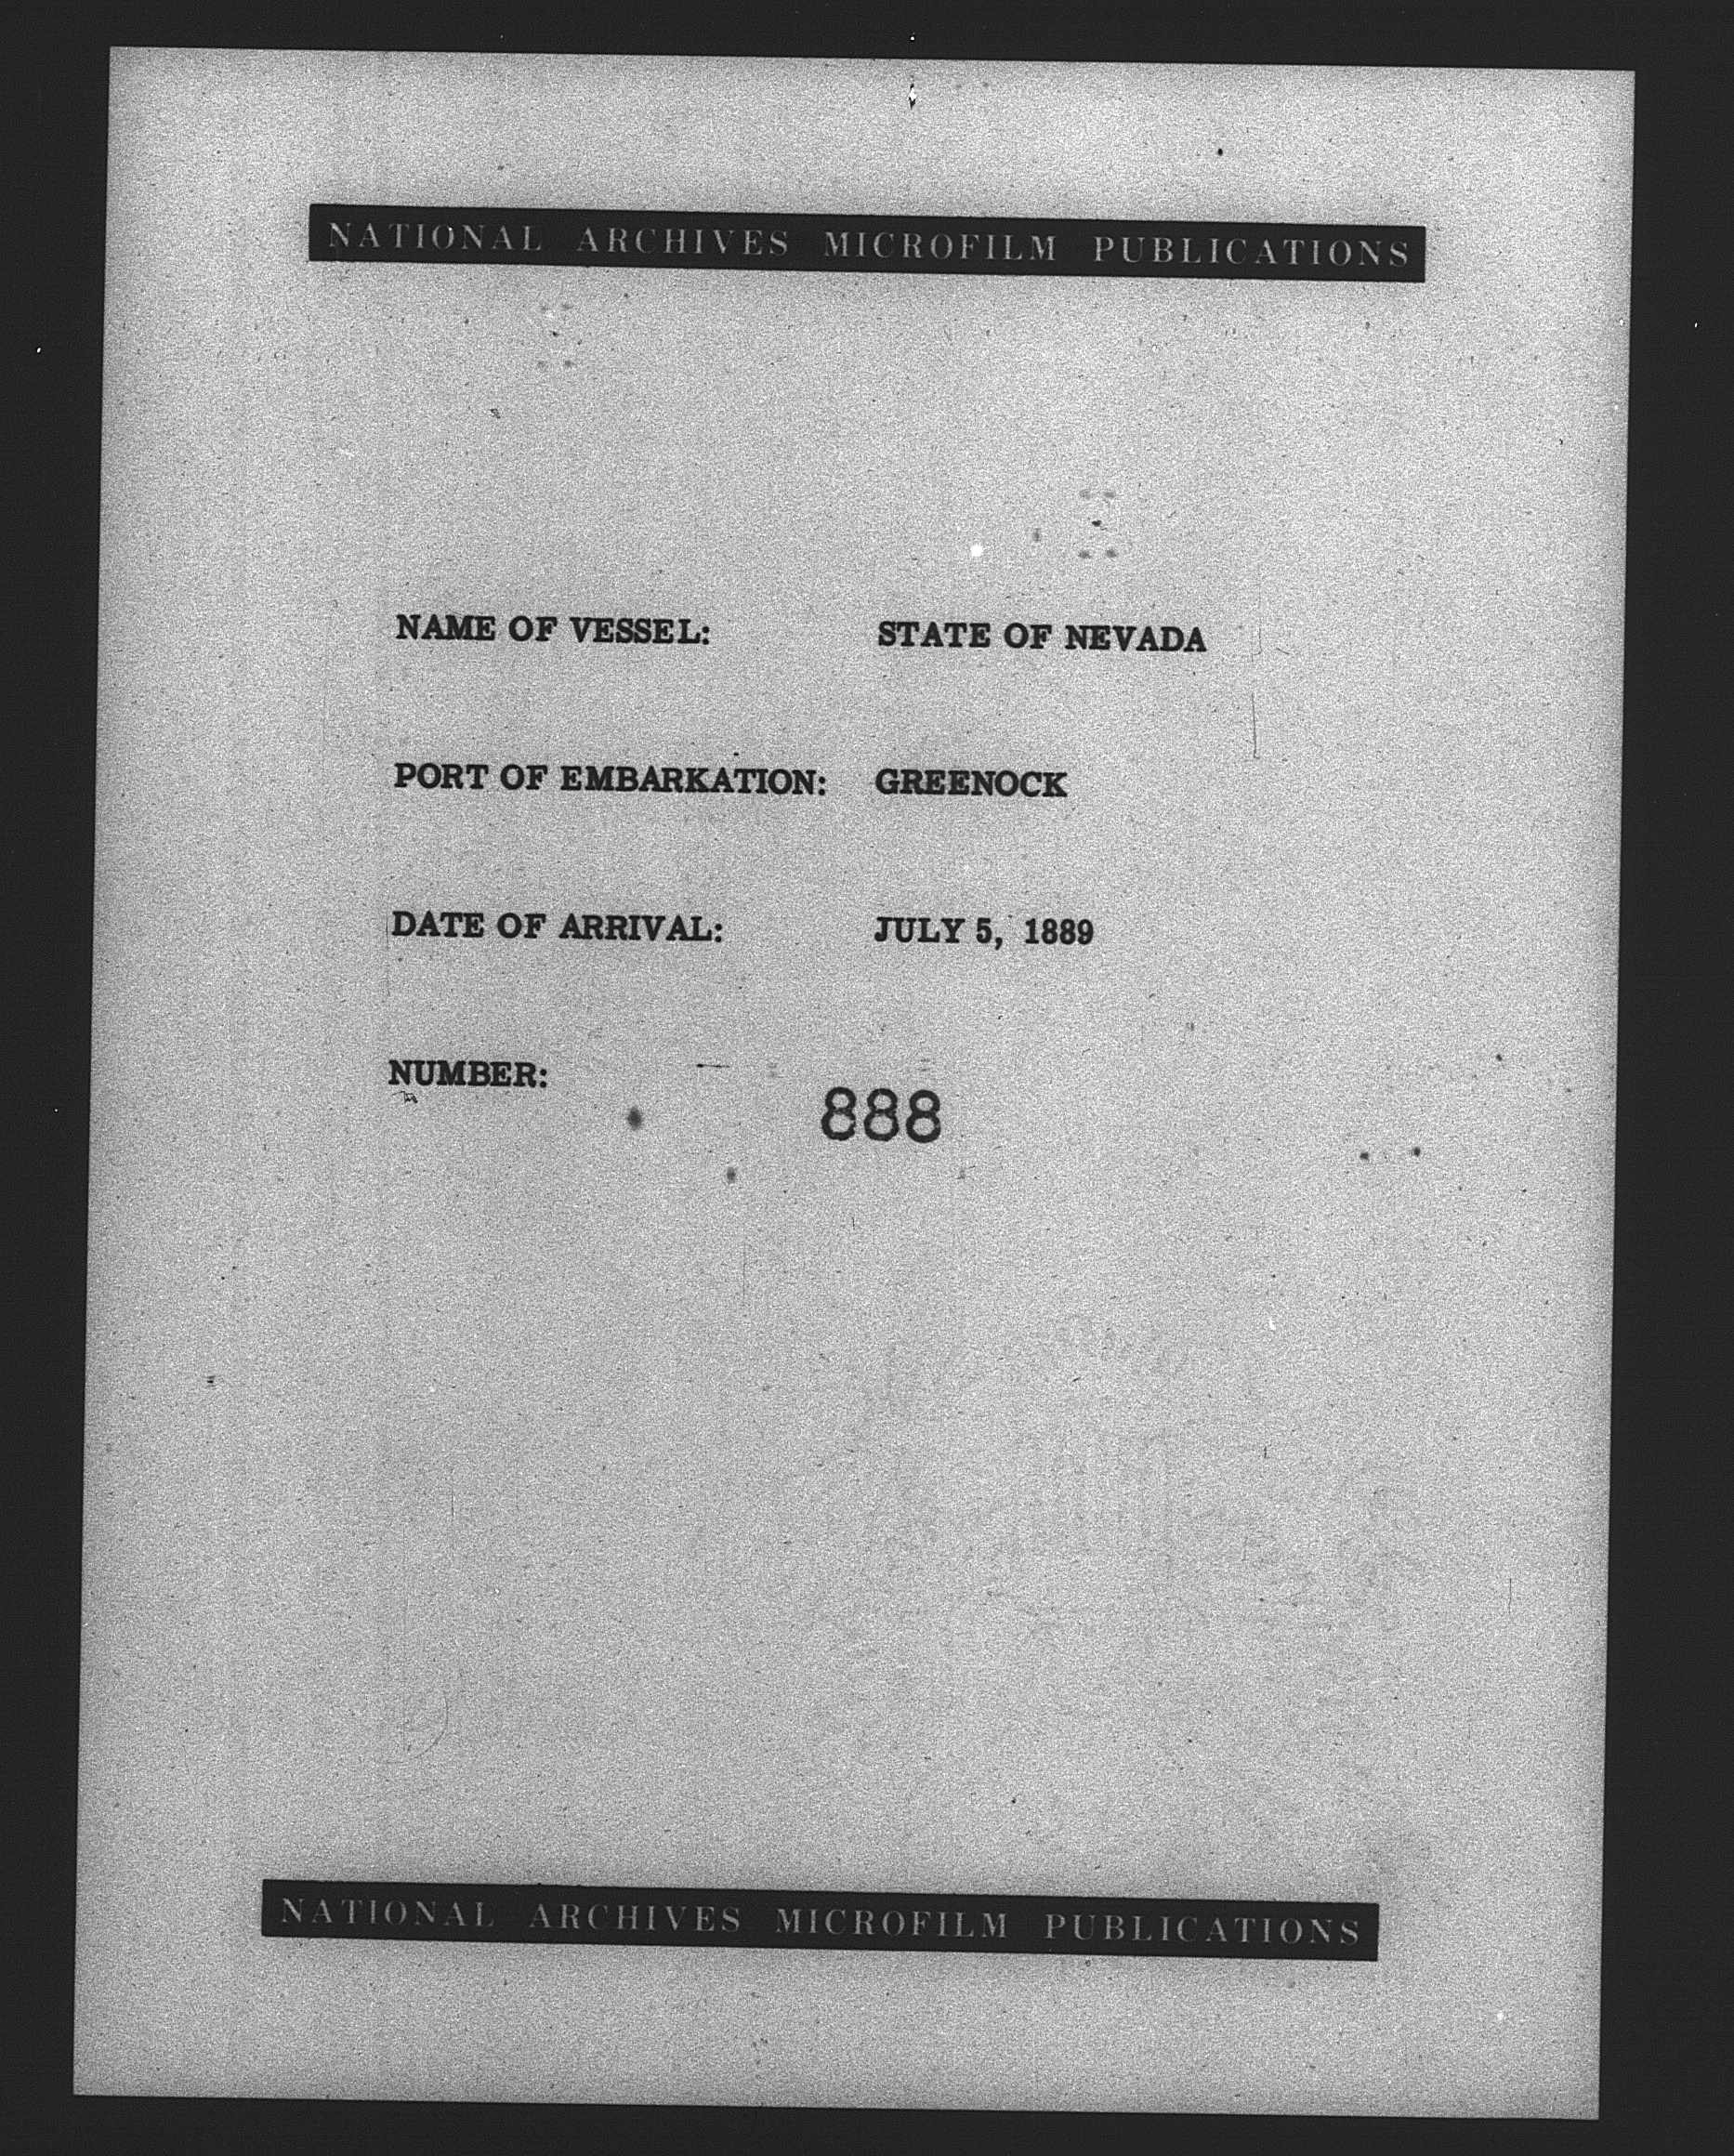 NATIONAL ARCHIVES MICROFILM PUBLICATIONS
NAME OF VESSEL: STATE OF NEVADA
PORT OF EMBARKATION: GREENOCK
DATE OF ARRIVAL: JULY 5, 1889
NUMBER: 888
NATIONAL ARCHIVES MICROFILM PUBLICATIONS